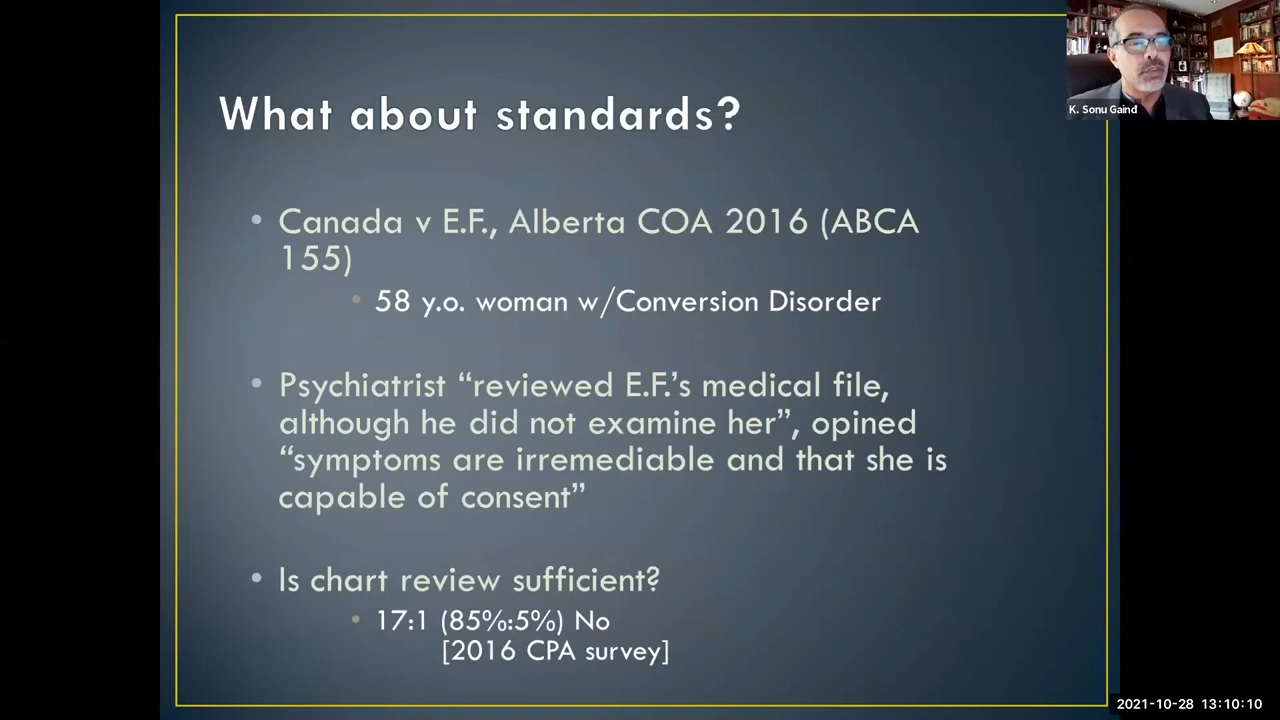 What about standards?
• Canada v E.F., Alberta COA 2016 (ABCA
155)
• 58 y.o. woman w/Conversion Disorder
• Psychiatrist “reviewed E.F.’s medical file,
although he did not examine her”, opined
“symptoms are irremediable and that she is
capable of consent”
• Is chart review sufficient?
• 17:1 (85%:5%) No
[2016 CPA survey]
K. Sonu Gaind
2021-10-28 13:10:10